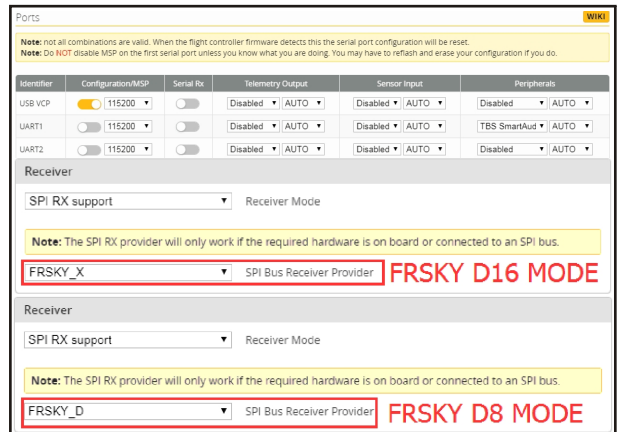 Ports WIKI
Note: not all combinations are valid. When the flight controller firmware detects this the serial port configuration will be reset.
Note: Do NOT disable MSP on the first serial port unless you know what you are doing. You may have to reflash and erase your configuration if you do.
Identifier Configuration/MSP Serial Rx Telemetry Output Sensor Input Peripherals
USB VCP 115200 Disabled AUTO Disabled AUTO Disabled AUTO
UART1 115200 Disabled AUTO Disabled AUTO TBS SmartAud AUTO
UART2 115200 Disabled AUTO Disabled AUTO Disabled AUTO
Receiver
SPI RX support Receiver Mode
Note: The SPI RX provider will only work if the required hardware is on board or connected to an SPI bus.
FRSKY_X SPI Bus Receiver Provider FRSKY D16 MODE
Receiver
SPI RX support Receiver Mode
Note: The SPI RX provider will only work if the required hardware is on board or connected to an SPI bus.
FRSKY_D SPI Bus Receiver Provider FRSKY D8 MODE